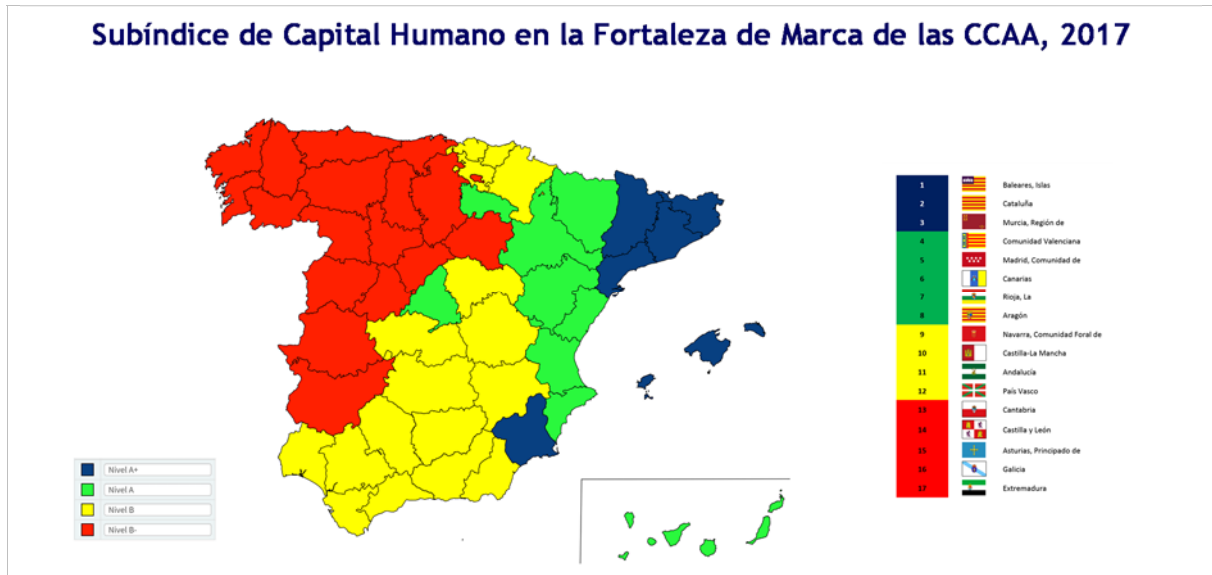 Subíndice de Capital Humano en la Fortaleza de Marca de las CCAA, 2017
1 Baleares, Islas
2 Cataluña
3 Murcia, Región de
4 Comunidad Valenciana
5 Madrid, Comunidad de
6 Canarias
7 Rioja, La
8 Aragón
9 Navarra, Comunidad Foral de
10 Castilla-La Mancha
11 Andalucía
12 País Vasco
13 Cantabria
14 Castilla y León
15 Asturias, Principado de
16 Galicia
17 Extremadura
Nivel A+
Nivel A
Nivel B
Nivel B-